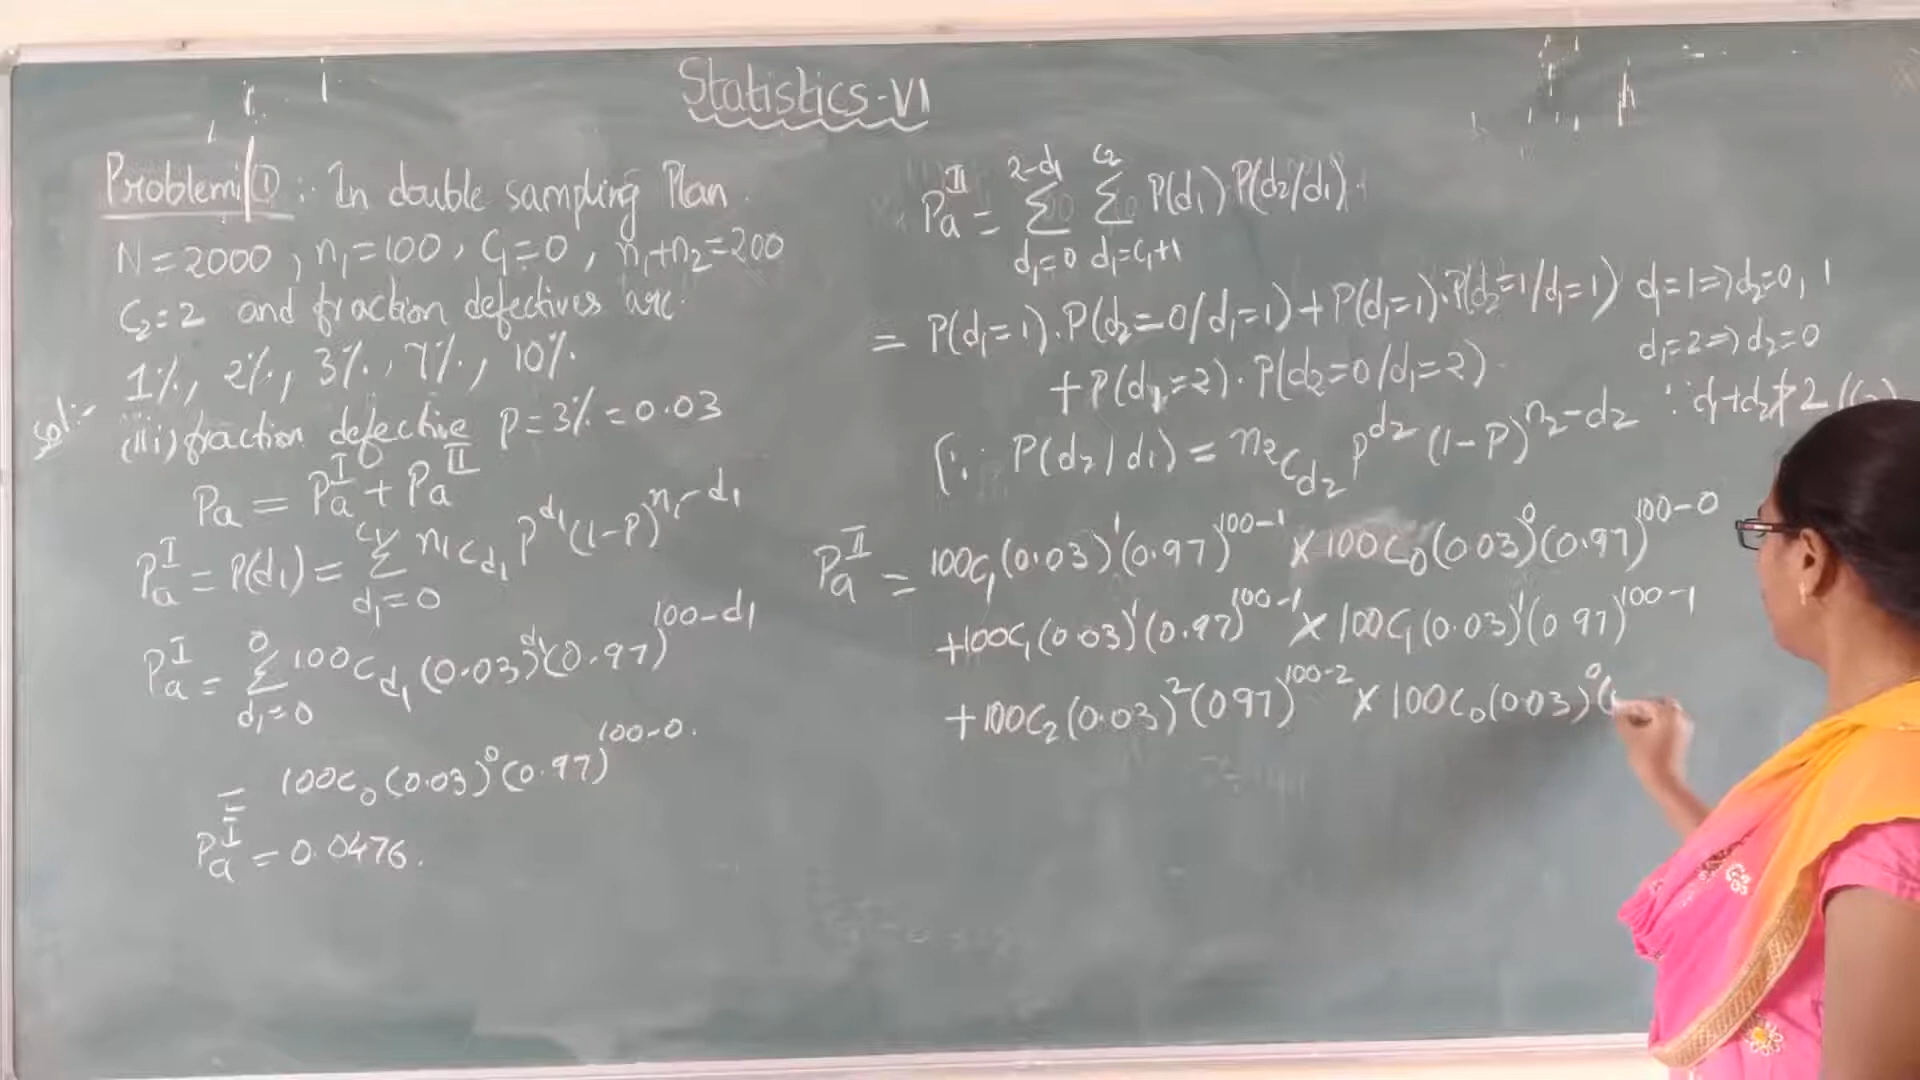 Statistics-VI
Problem:① :- In double sampling Plan.
N=2000, n₁=100, C₁=0, n₁+n₂=200
C₂=2 and fraction defectives are
1%, 2%, 3%, 7%, 10%.
Sol:- (iii) fraction defective P=3%=0.03
Pa = Pa^I + Pa^II
Pa^I = P(d₁) = Σ_{d₁=0}^{C₁} n₁C_{d₁} P^{d₁} (1-P)^{n₁-d₁}
Pa^I = Σ_{d₁=0}^{0} 100C_{d₁} (0.03)^{d₁} (0.97)^{100-d₁}
= 100C₀ (0.03)^0 (0.97)^{100-0}.
Pa^I = 0.0476.
Pa^II = Σ_{d₁=0}^{2-d₁} Σ_{d₁=C₁+1}^{C₂} P(d₁) P(d₂/d₁).
= P(d₁=1). P(d₂=0/d₁=1) + P(d₁=1). P(d₂=1/d₁=1) d₁=1⇒d₂=0, 1
+ P(d₁=2). P(d₂=0/d₁=2). d₁=2⇒d₂=0
(∵ P(d₂/d₁) = n₂C_{d₂} P^{d₂} (1-P)^{n₂-d₂} ∵ d₁+d₂≯2 (C₂)
Pa^II = 100C₁ (0.03)^1 (0.97)^{100-1} × 100C₀ (0.03)^0 (0.97)^{100-0}
+100C₁ (0.03)^1 (0.97)^{100-1} × 100C₁ (0.03)^1 (0 97)^{100-1}
+100C₂ (0.03)^2 (097)^{100-2} × 100C₀ (0.03)^0 (